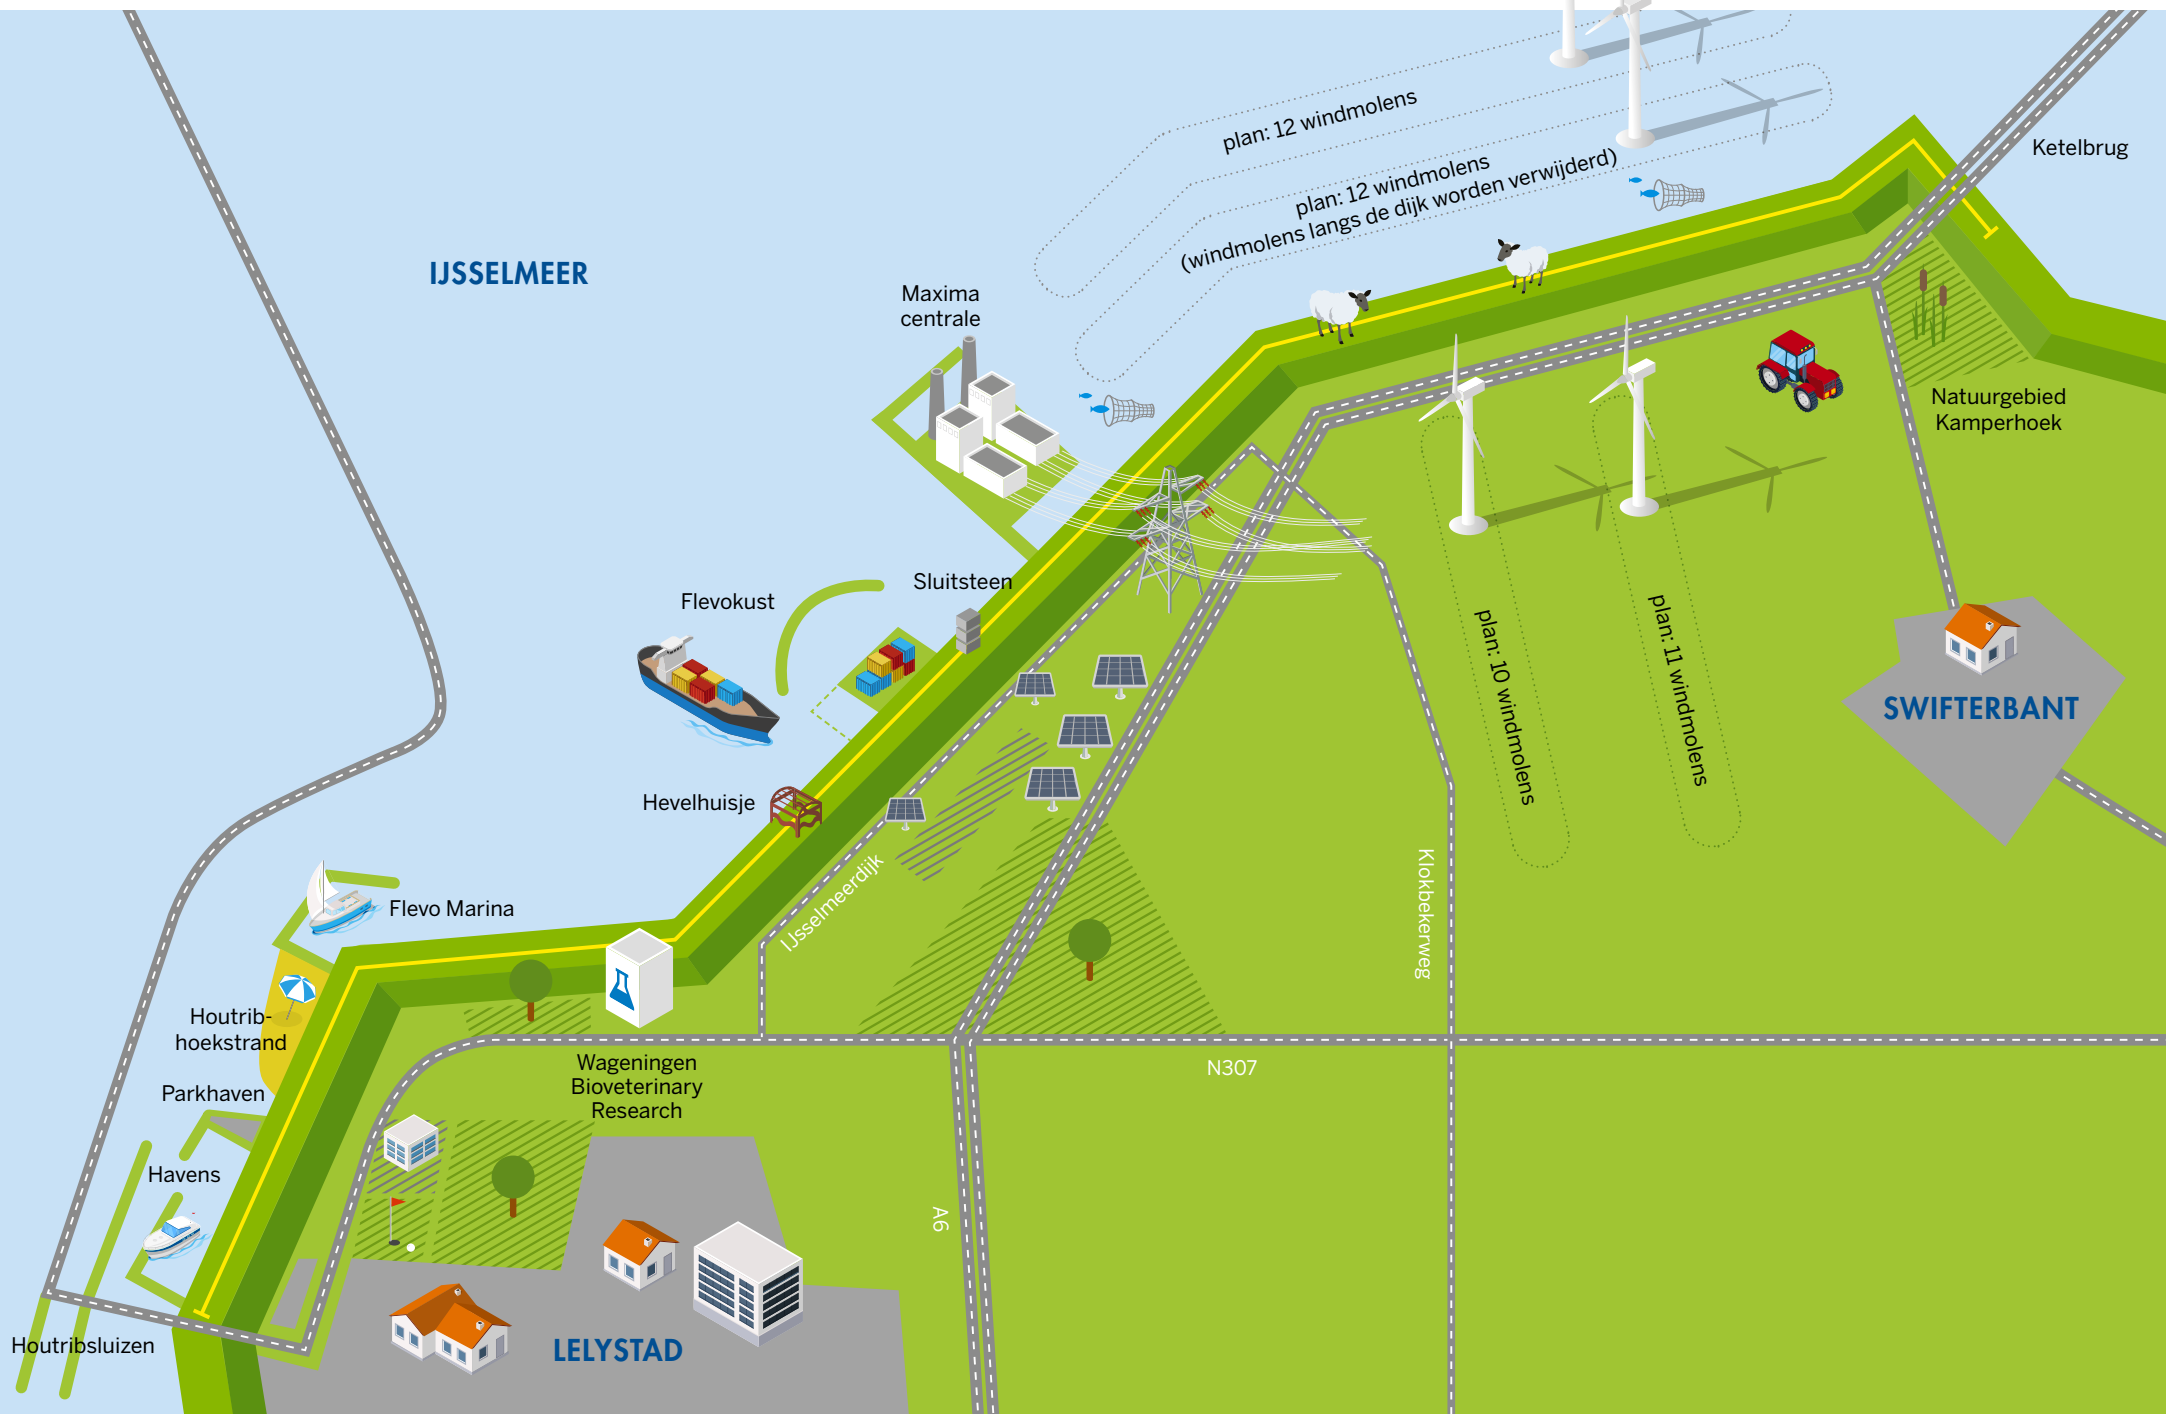 plan: 12 windmolens
Ketelbrug
plan: 12 windmolens
(windmolens langs de dijk worden verwijderd)
IJSSELMEER
Maxima
centrale
Natuurgebied
Kamperhoek
Sluitsteen
Flevokust
plan: 10 windmolens
plan: 11 windmolens
SWIFTERBANT
Hevelhuisje
IJsselmeerdijk
Klokbekerweg
Flevo Marina
Houtrib-
hoekstrand
Wageningen
Bioveterinary
Research
N307
Parkhaven
Havens
A6
Houtribsluizen
LELYSTAD